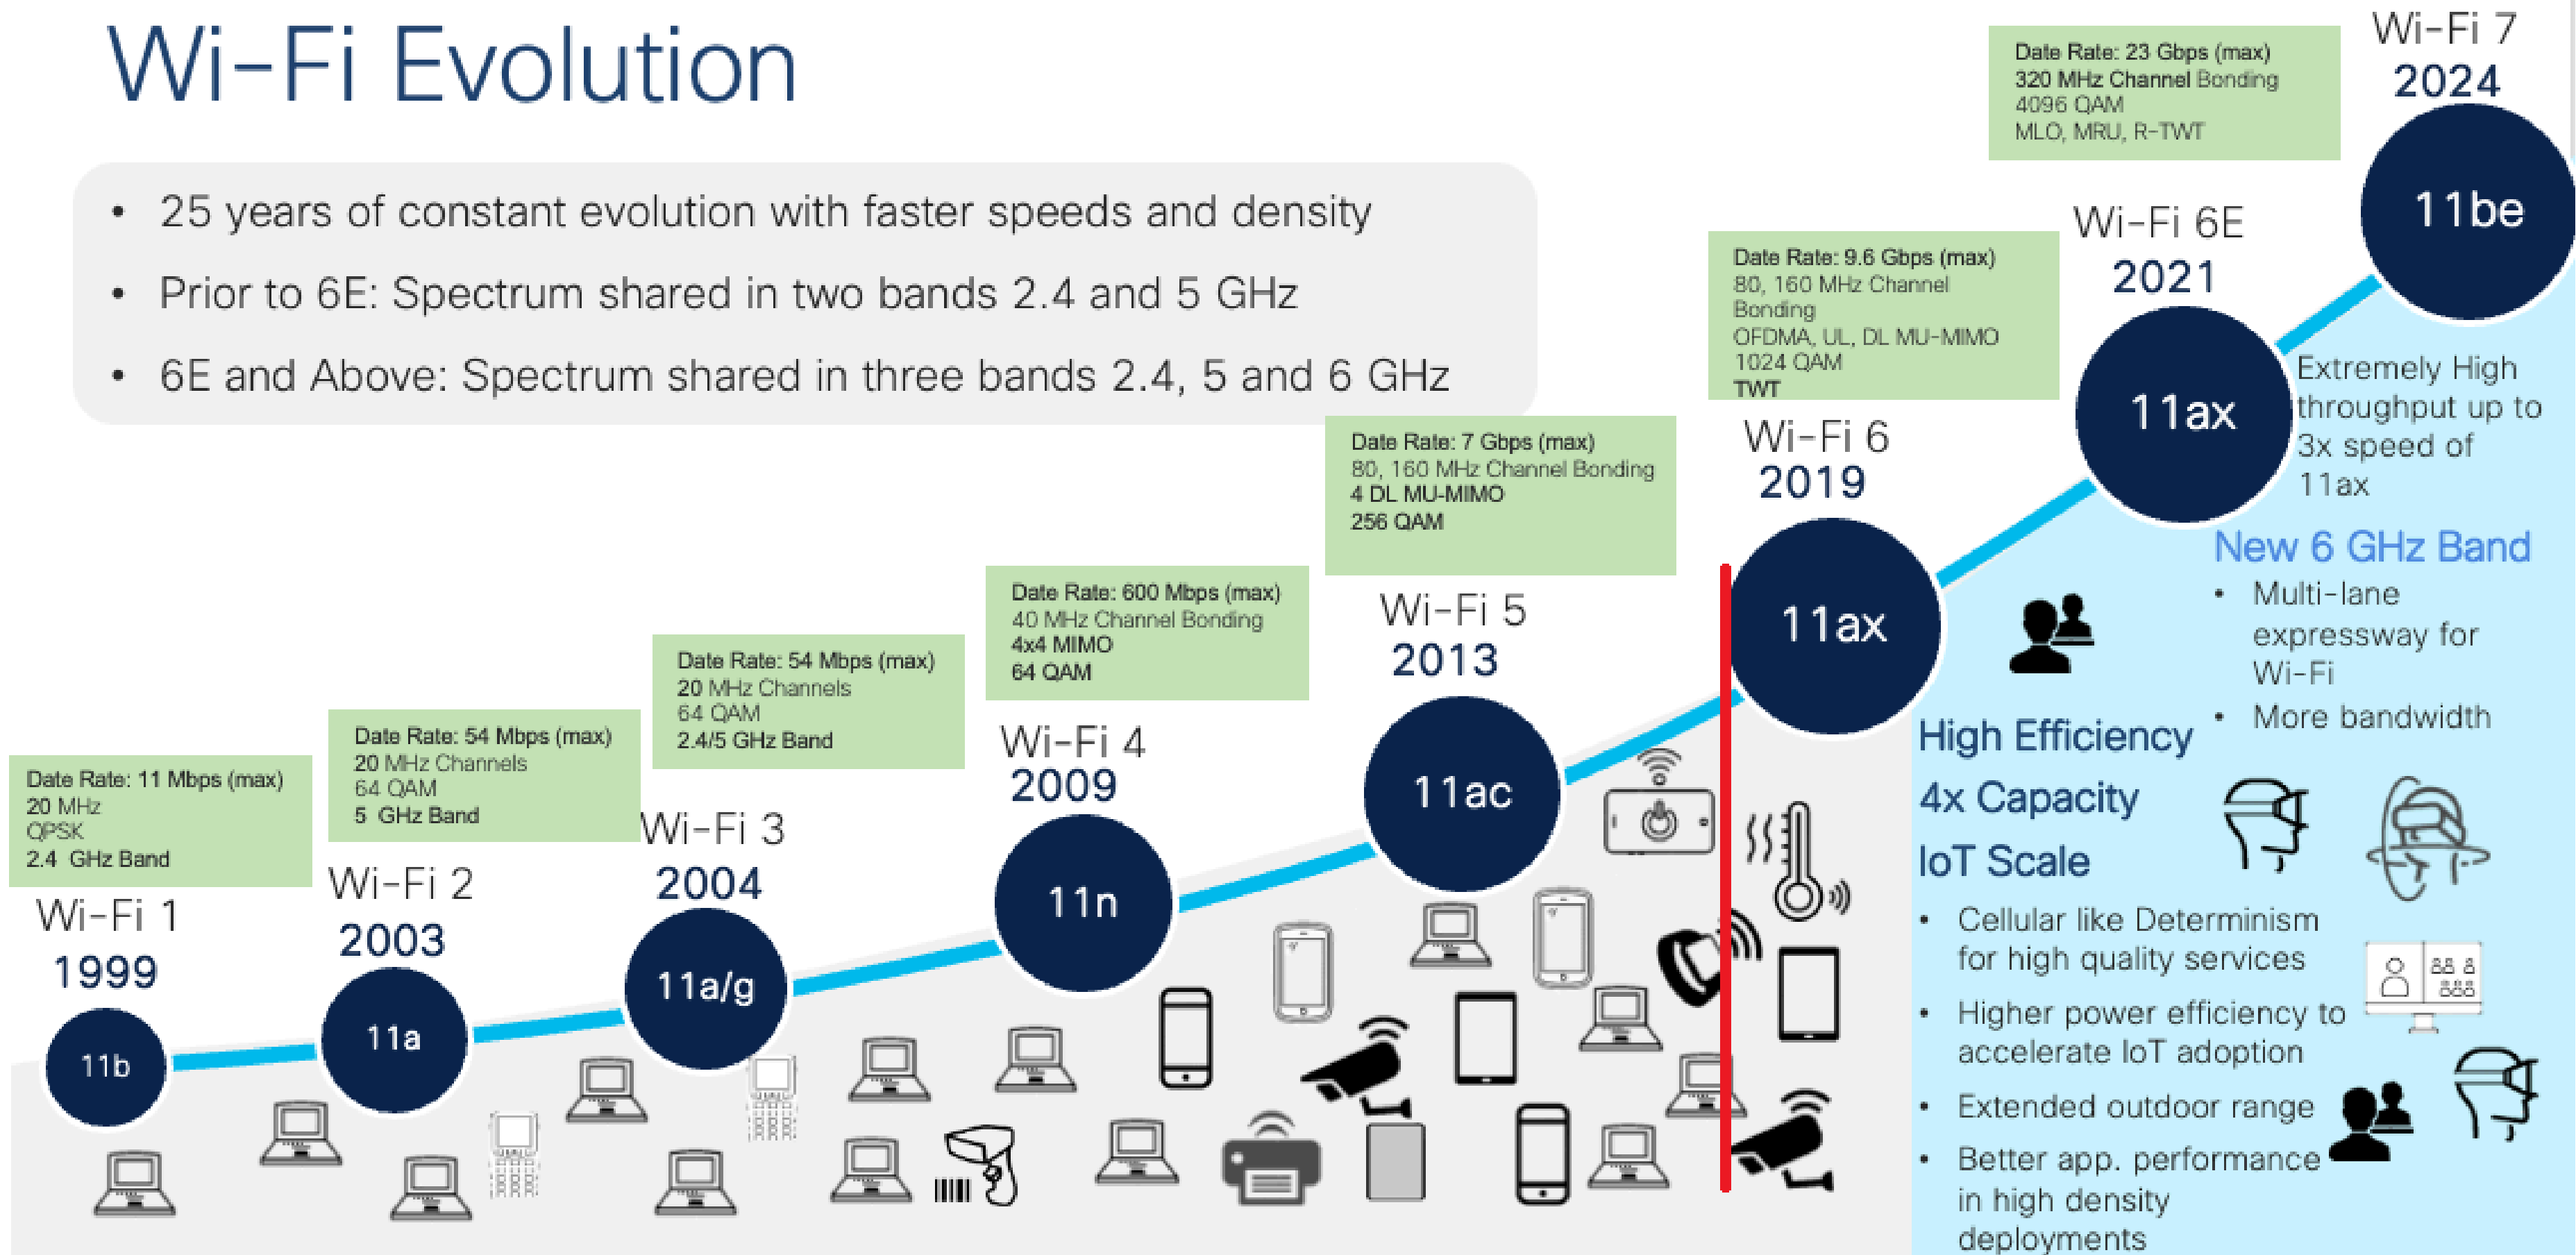 Wi-Fi Evolution
• 25 years of constant evolution with faster speeds and density
• Prior to 6E: Spectrum shared in two bands 2.4 and 5 GHz
• 6E and Above: Spectrum shared in three bands 2.4, 5 and 6 GHz
Date Rate: 11 Mbps (max)
20 MHz
QPSK
2.4 GHz Band
Wi-Fi 1
1999
11b
Date Rate: 54 Mbps (max)
20 MHz Channels
64 QAM
5 GHz Band
Wi-Fi 2
2003
11a
Date Rate: 54 Mbps (max)
20 MHz Channels
64 QAM
2.4/5 GHz Band
Wi-Fi 3
2004
11a/g
Date Rate: 600 Mbps (max)
40 MHz Channel Bonding
4x4 MIMO
64 QAM
Wi-Fi 4
2009
11n
Date Rate: 7 Gbps (max)
80, 160 MHz Channel Bonding
4 DL MU-MIMO
256 QAM
Wi-Fi 5
2013
11ac
Date Rate: 9.6 Gbps (max)
80, 160 MHz Channel
Bonding
OFDMA, UL, DL MU-MIMO
1024 QAM
TWT
Wi-Fi 6
2019
11ax
Wi-Fi 6E
2021
11ax
Date Rate: 23 Gbps (max)
320 MHz Channel Bonding
4096 QAM
MLO, MRU, R-TWT
Wi-Fi 7
2024
11be
Extremely High
throughput up to
3x speed of
11ax
New 6 GHz Band
• Multi-lane
expressway for
Wi-Fi
• More bandwidth
High Efficiency
4x Capacity
IoT Scale
• Cellular like Determinism
for high quality services
• Higher power efficiency to
accelerate IoT adoption
• Extended outdoor range
• Better app. performance
in high density
deployments